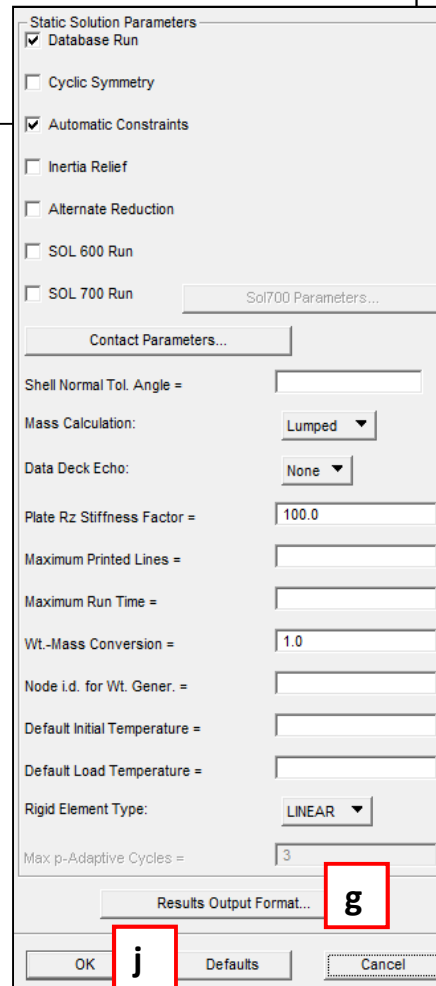 Static Solution Parameters
Database Run
Cyclic Symmetry
Automatic Constraints
Inertia Relief
Alternate Reduction
SOL 600 Run
SOL 700 Run Sol700 Parameters...
Contact Parameters...
Shell Normal Tol. Angle =
Mass Calculation: Lumped
Data Deck Echo: None
Plate Rz Stiffness Factor = 100.0
Maximum Printed Lines =
Maximum Run Time =
Wt.-Mass Conversion = 1.0
Node i.d. for Wt. Gener. =
Default Initial Temperature =
Default Load Temperature =
Rigid Element Type: LINEAR
Max p-Adaptive Cycles = 3
Results Output Format... g
OK j Defaults Cancel